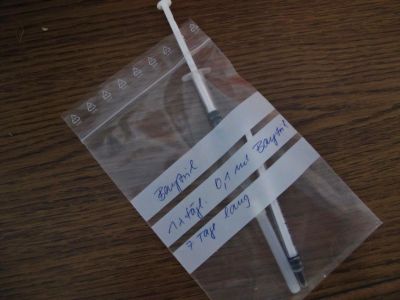 Baytril
1x tägl. 0,1 ml Baytril
7 Tage lang